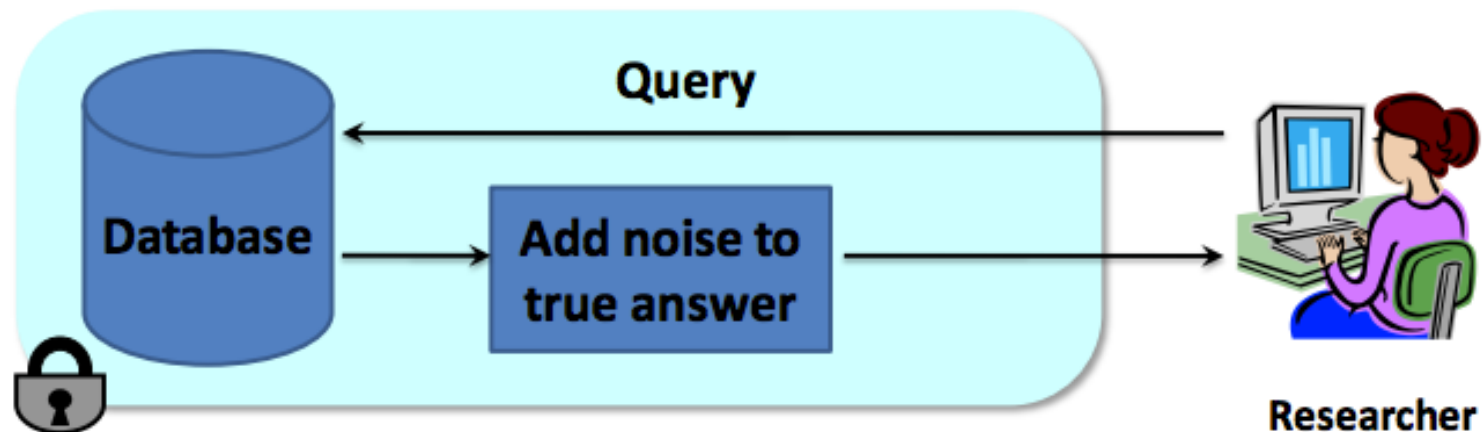 Query
Database
Add noise to
true answer
Researcher